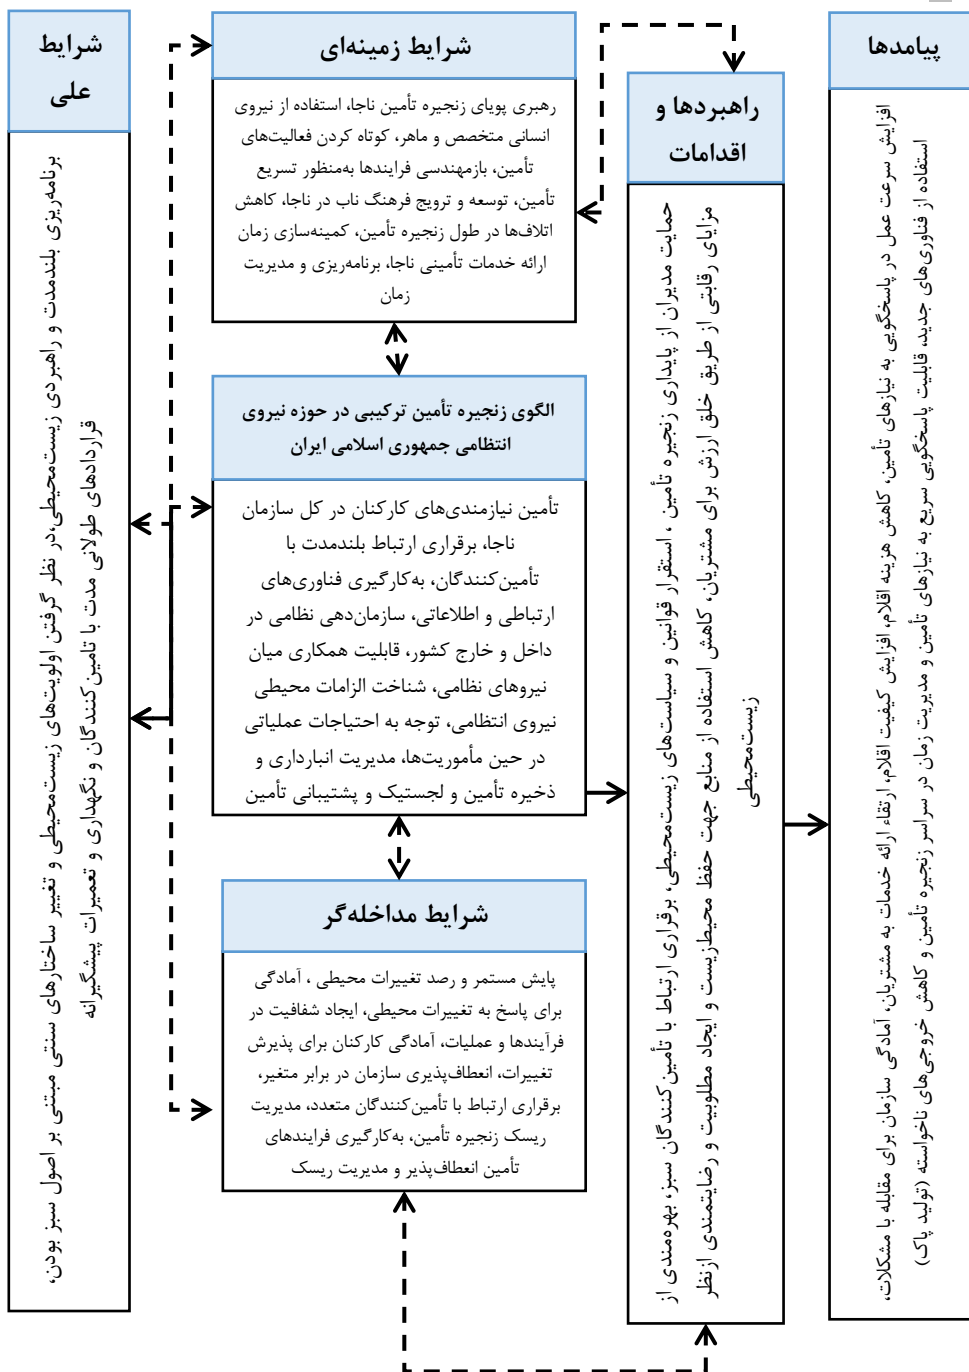 شرایط
علی
برنامه‌ریزی بلندمدت و راهبردی زیست‌محیطی،در نظر گرفتن اولویت‌های زیست‌محیطی و تغییر ساختارهای سنتی مبتنی بر اصول سبز بودن،
قراردادهای طولانی مدت با تامین‌کنندگان و نگهداری و تعمیرات پیشگیرانه
شرایط زمینه‌ای
رهبری پویای زنجیره تأمین ناجا، استفاده از نیروی
انسانی متخصص و ماهر، کوتاه کردن فعالیت‌های
تأمین، بازمهندسی فرایندها به‌منظور تسریع
تأمین، توسعه و ترویج فرهنگ ناب در ناجا، کاهش
اتلاف‌ها در طول زنجیره تأمین، کمینه‌سازی زمان
ارائه خدمات تأمینی ناجا، برنامه‌ریزی و مدیریت
زمان
الگوی زنجیره تأمین ترکیبی در حوزه نیروی
انتظامی جمهوری اسلامی ایران
تأمین نیازمندی‌های کارکنان در کل سازمان
ناجا، برقراری ارتباط بلندمدت با
تأمین‌کنندگان، به‌کارگیری فناوری‌های
ارتباطی و اطلاعاتی، سازمان‌دهی نظامی در
داخل و خارج کشور، قابلیت همکاری میان
نیروهای نظامی، شناخت الزامات محیطی
نیروی انتظامی، توجه به احتیاجات عملیاتی
در حین مأموریت‌ها، مدیریت انبارداری و
ذخیره تأمین و لجستیک و پشتیبانی تأمین
شرایط مداخله‌گر
پایش مستمر و رصد تغییرات محیطی ، آمادگی
برای پاسخ به تغییرات محیطی، ایجاد شفافیت در
فرآیندها و عملیات، آمادگی کارکنان برای پذیرش
تغییرات، انعطاف‌پذیری سازمان در برابر متغیر،
برقراری ارتباط با تأمین‌کنندگان متعدد، مدیریت
ریسک زنجیره تأمین، به‌کارگیری فرایندهای
تأمین انعطاف‌پذیر و مدیریت ریسک
راهبردها و
اقدامات
حمایت مدیران از پایداری زنجیره تأمین ، استقرار قوانین و سیاست‌های زیست‌محیطی، برقراری ارتباط با تأمین‌کنندگان سبز، بهره‌مندی از
مزایای رقابتی از طریق خلق ارزش برای مشتریان، کاهش استفاده از منابع جهت حفظ محیط‌زیست و ایجاد مطلوبیت و رضایتمندی ازنظر
زیست‌محیطی
پیامدها
افزایش سرعت عمل در پاسخگویی به نیازهای تأمین، کاهش هزینه اقلام، افزایش کیفیت اقلام، ارتقاء ارائه خدمات به مشتریان، آمادگی سازمان برای مقابله با مشکلات،
استفاده از فناوری‌های جدید، قابلیت پاسخگویی سریع به نیازهای تأمین و مدیریت زمان در سراسر زنجیره تأمین و کاهش خروجی‌های ناخواسته (تولید پاک)